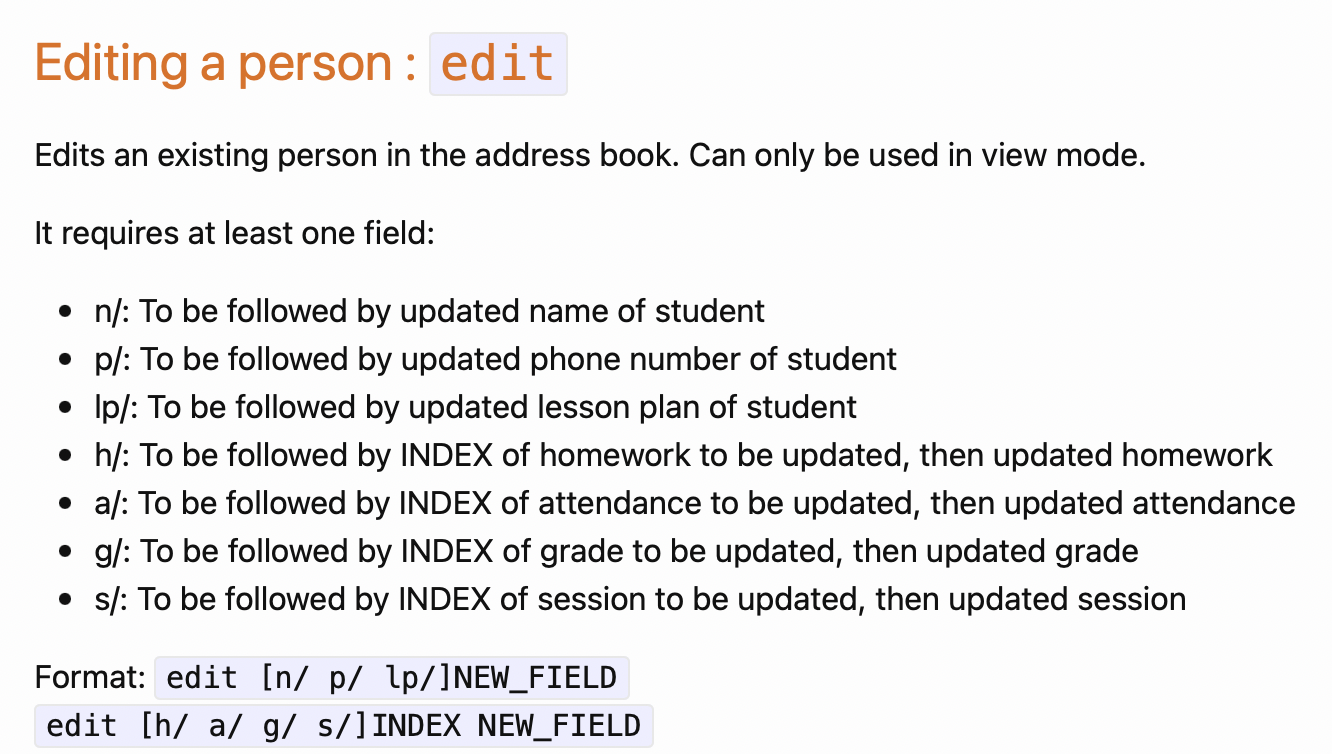 Editing a person : edit
Edits an existing person in the address book. Can only be used in view mode.
It requires at least one field:
• n/: To be followed by updated name of student
• p/: To be followed by updated phone number of student
• lp/: To be followed by updated lesson plan of student
• h/: To be followed by INDEX of homework to be updated, then updated homework
• a/: To be followed by INDEX of attendance to be updated, then updated attendance
• g/: To be followed by INDEX of grade to be updated, then updated grade
• s/: To be followed by INDEX of session to be updated, then updated session
Format: edit [n/ p/ lp/]NEW_FIELD
edit [h/ a/ g/ s/]INDEX NEW_FIELD